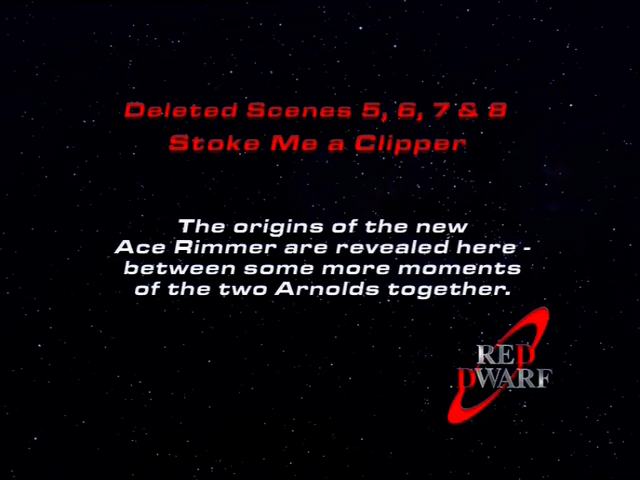 Deleted Scenes 5, 6, 7 & 8
Stoke Me a Clipper
The origins of the new
Ace Rimmer are revealed here -
between some more moments
of the two Arnolds together.
RED
DWARF